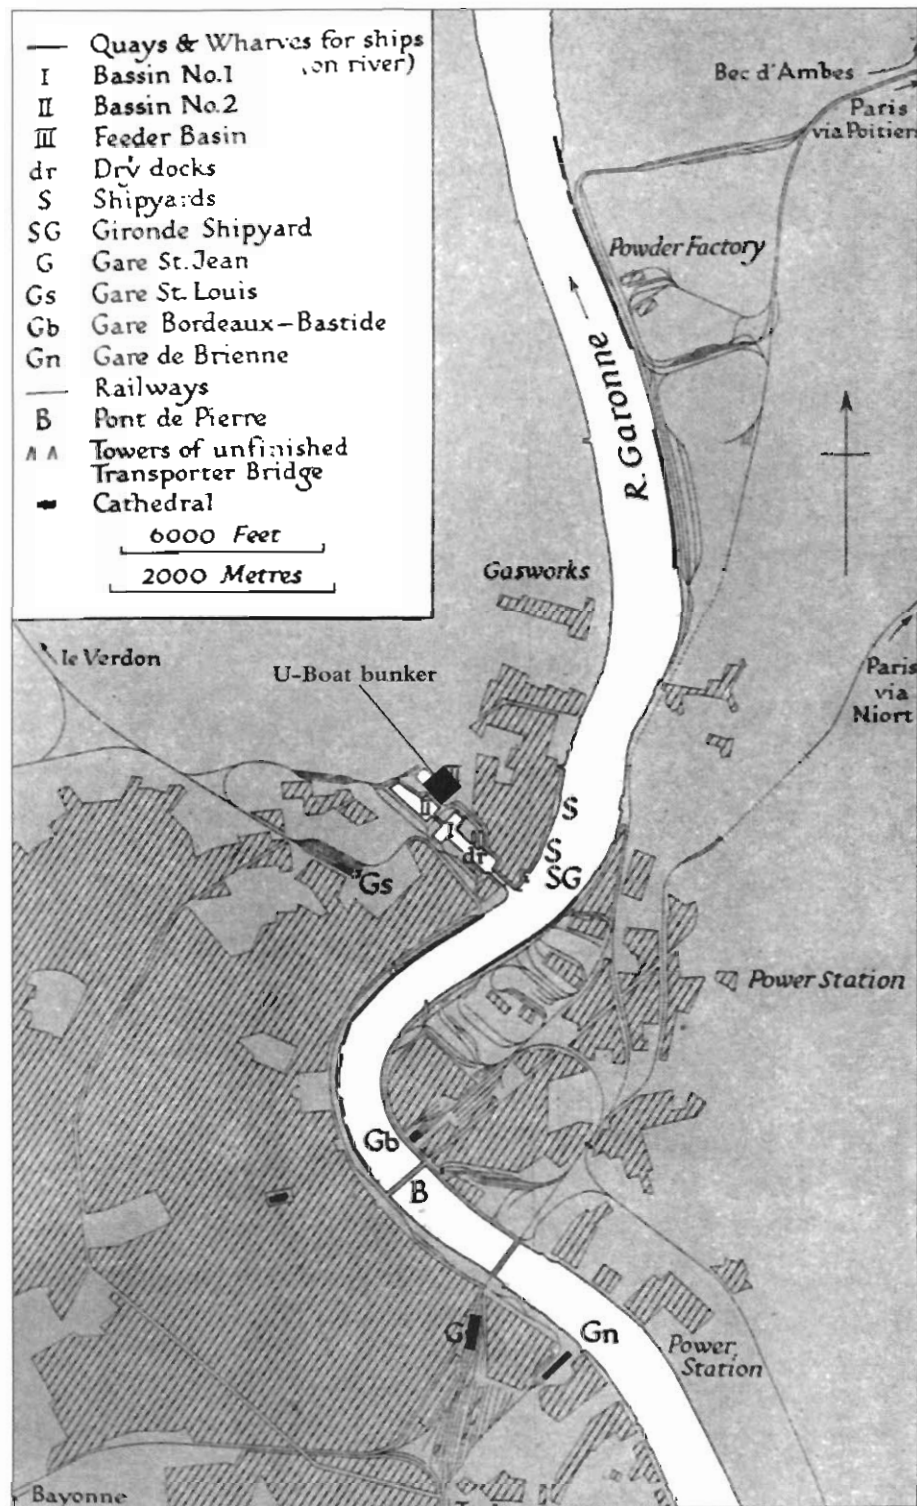 Quays & Wharves for ships
(on river)
I Bassin No.1
II Bassin No.2
III Feeder Basin
dr Dry docks
S Shipyards
SG Gironde Shipyard
G Gare St. Jean
Gs Gare St. Louis
Gb Gare Bordeaux–Bastide
Gn Gare de Brienne
Railways
B Pont de Pierre
Towers of unfinished
Transporter Bridge
Cathedral
6000 Feet
2000 Metres
Bec d'Ambes
Paris
via Poitiers
Powder Factory
R. Garonne
Gasworks
le Verdon
U-Boat bunker
Paris
via
Niort
II
I
dr
S
S
SG
Gs
Power Station
Gb
B
G
Gn
Power
Station
Bayonne